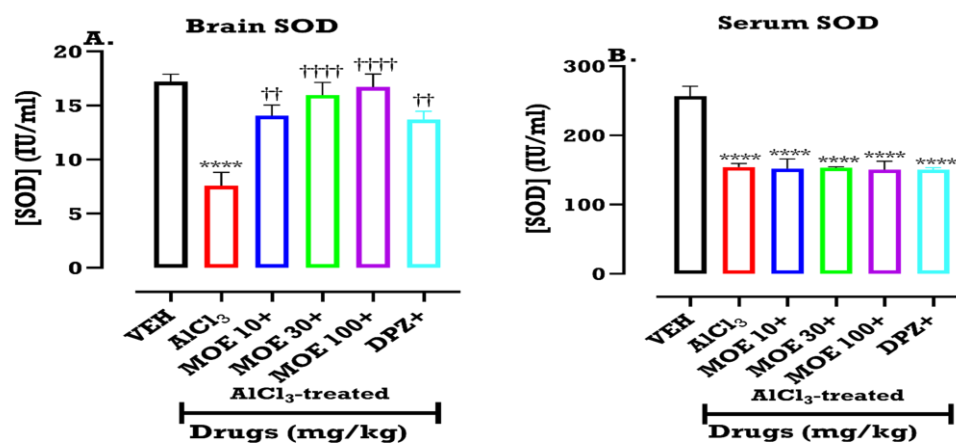 Brain SOD
A.
[SOD] (IU/ml)
20
15
10
5
0
****
††
††††
††††
††
VEH
AlCl₃
MOE 10+
MOE 30+
MOE 100+
DPZ+
AlCl₃-treated
Drugs (mg/kg)
Serum SOD
B.
[SOD] (IU/ml)
300
200
100
0
****
****
****
****
****
VEH
AlCl₃
MOE 10+
MOE 30+
MOE 100+
DPZ+
AlCl₃-treated
Drugs (mg/kg)